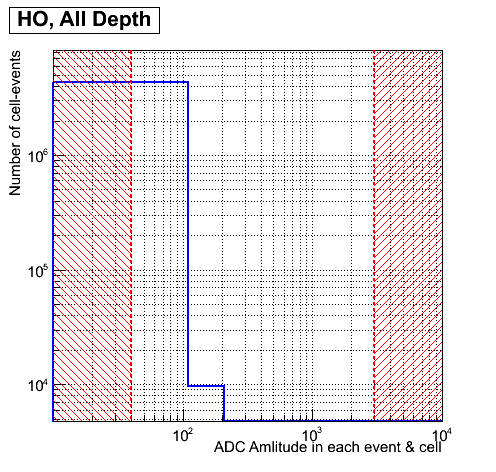 HO, All Depth
Number of cell-events
10^6
10^5
10^4
10^2 10^3 10^4
ADC Amlitude in each event & cell